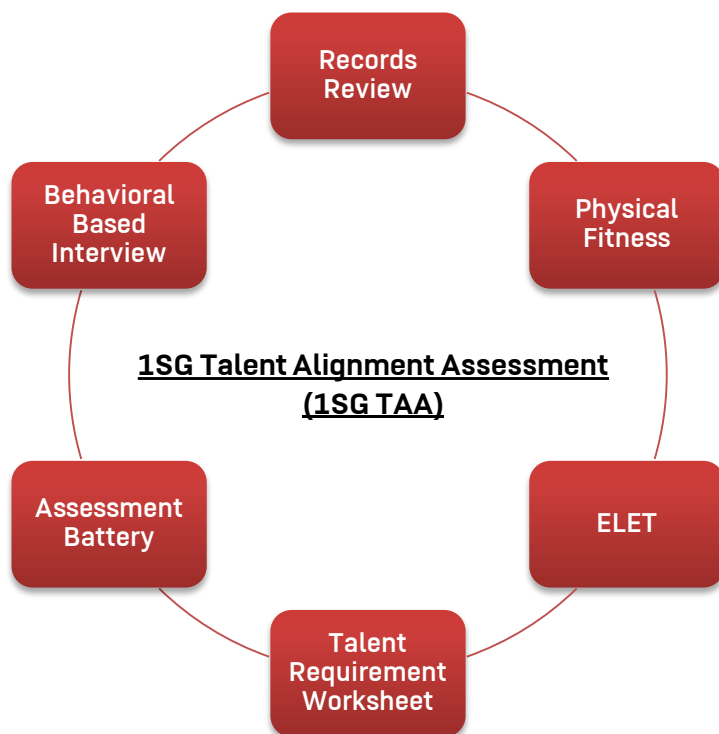 Records
Review
Physical
Fitness
ELET
Talent
Requirement
Worksheet
Assessment
Battery
Behavioral
Based
Interview
1SG Talent Alignment Assessment
(1SG TAA)